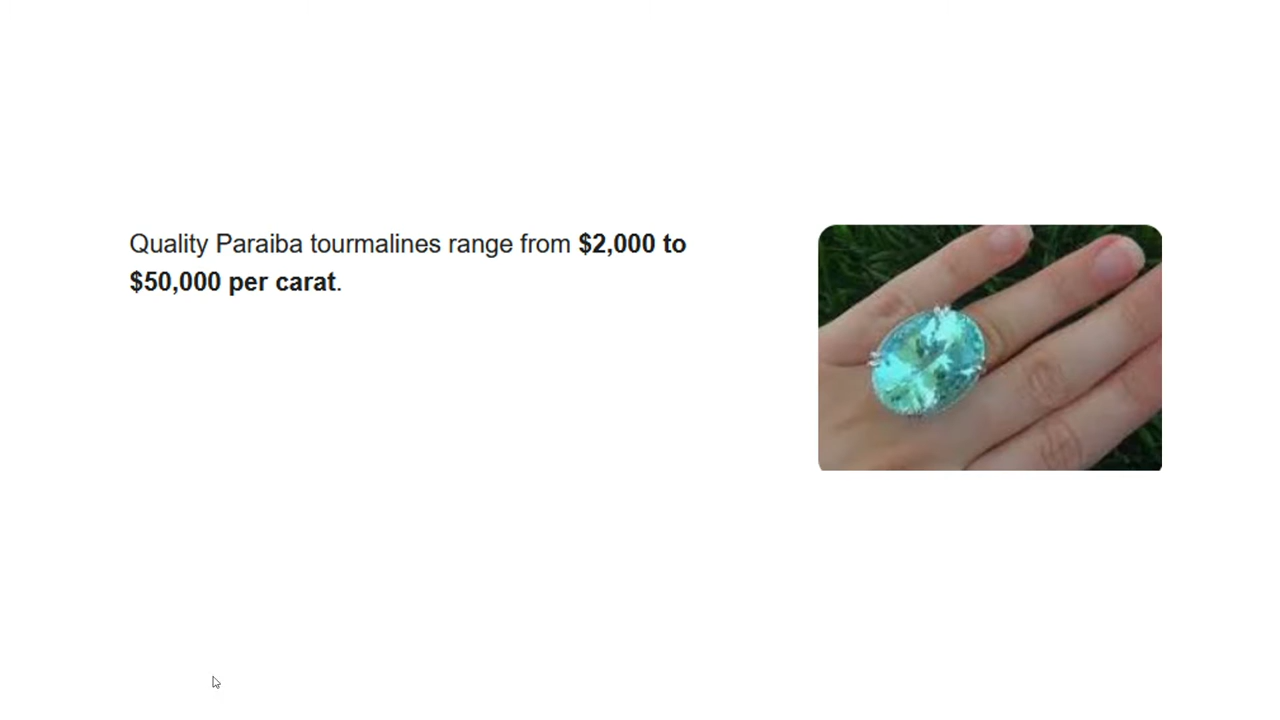 Quality Paraiba tourmalines range from $2,000 to
$50,000 per carat.